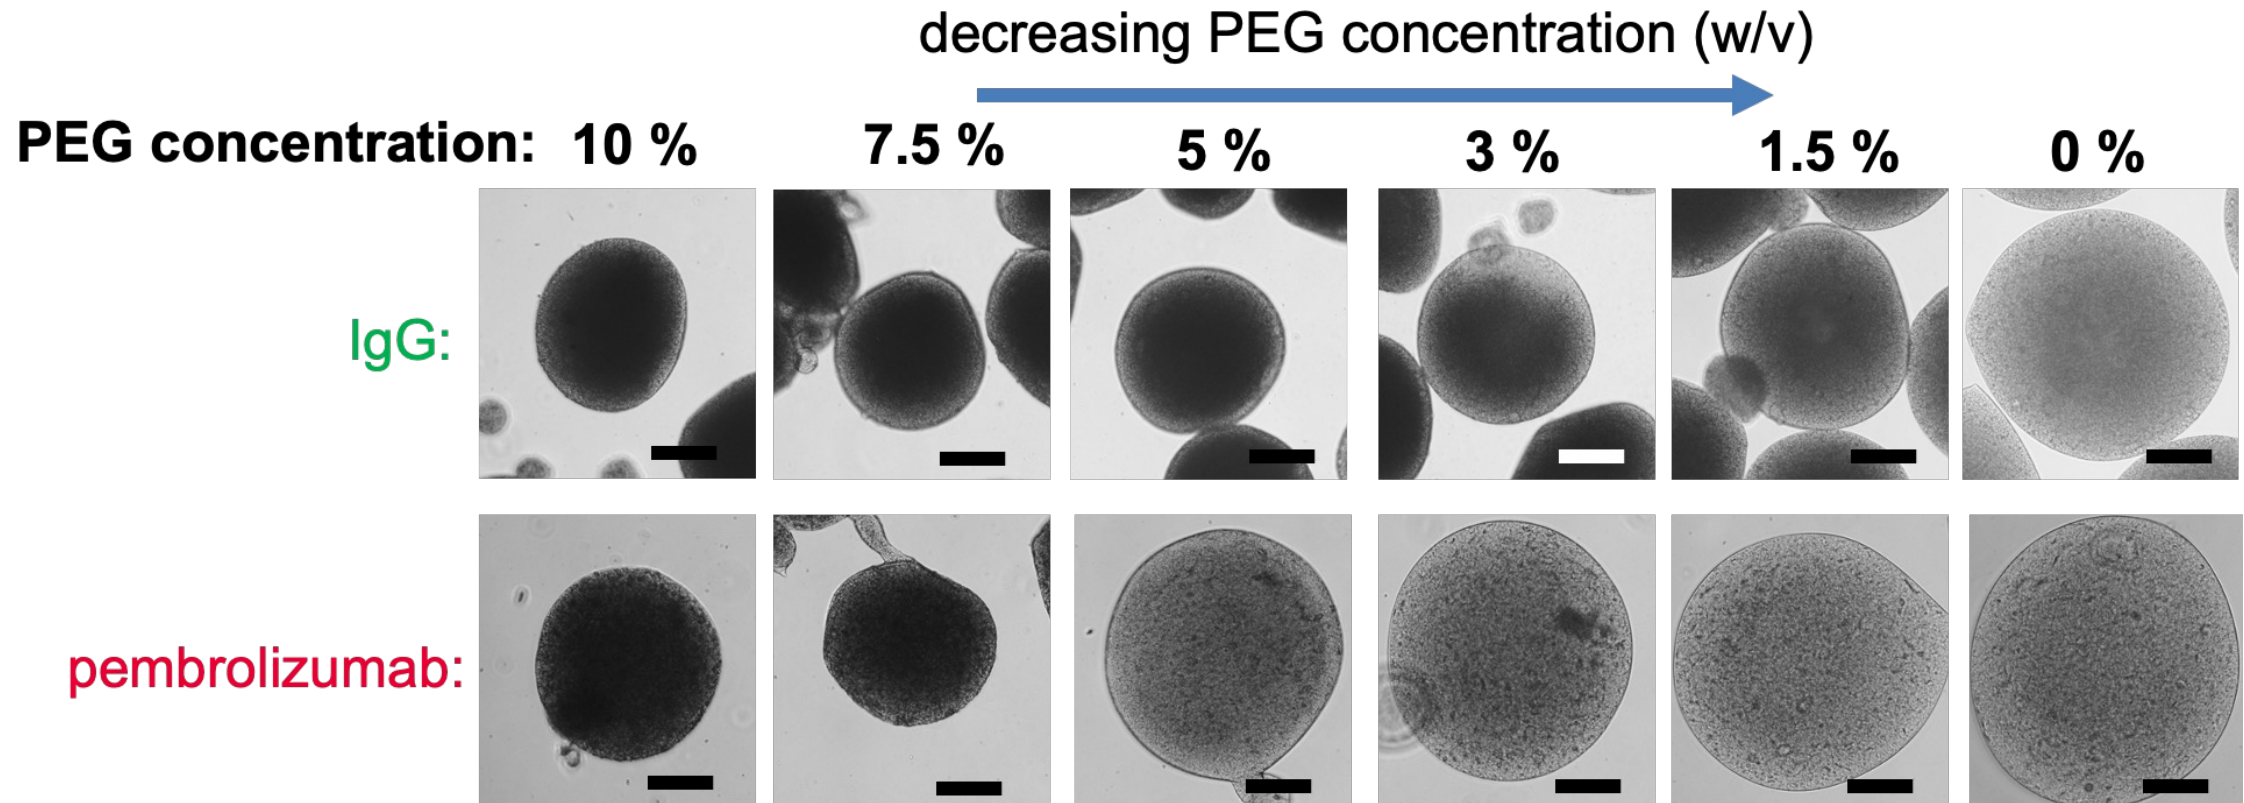 decreasing PEG concentration (w/v)
PEG concentration: 10 % 7.5 % 5 % 3 % 1.5 % 0 %
IgG:
pembrolizumab: